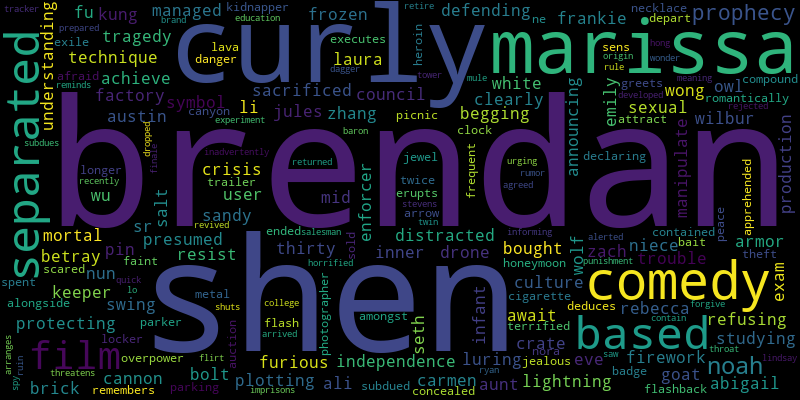 tracker brand education kidnapper frozen defending ne retire necklace depart prophecy
fu kung managed frankie
exile prepared tragedy curly marissa hong
technique lava danger laura executes heroin sens origin rule wonder
afraid reminds achieve dagger tower mule greets meaning
understanding separated sacrificed white owl compound
factory symbol council clearly emily sexual wong developed romantically
austin canyon li jules zhang begging announcing attract wilbur rejected
subdues experiment baron picnic clock declaring
brendan
dropped finale inadvertently jewel frequent urging manipulate production
longer crisis returned twice rumor
recently trailer erupts agreed apprehended
wu salt user mid enforcer arrow stevens peace
sr sandy revived twin informing contained
mortal presumed ended salesman distracted alerted bait armor
betray pin resist thirty sold inner drone bought wolf zach niece trouble theft
scared nun faint horrified honeymoon punishment
shen comedy exam
spent keeper metal college photographer culture
alongside quick lo swing shuts flash amongst seth infant cigarette deduces rebecca forgive
protecting parker arrived await terrified crate based refusing
locker auction furious independence nora contain studying
arranges film overpower flirt luring jealous eve firework saw noah throat
spy ruin threatens cannon bolt plotting ali carmen ryan badge goat lindsay
brick remembers parking imprisons subdued concealed aunt lightning flashback abigail